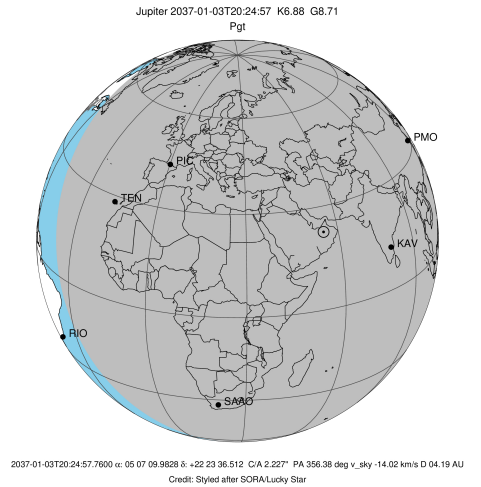 Jupiter 2037-01-03T20:24:57 K6.88 G8.71
Pgt
PMO
PIC
TEN
KAV
RIO
SAAO
2037-01-03T20:24:57.7600 α: 05 07 09.9828 δ: +22 23 36.512 C/A 2.227" PA 356.38 deg v_sky -14.02 km/s D 04.19 AU
Credit: Styled after SORA/Lucky Star